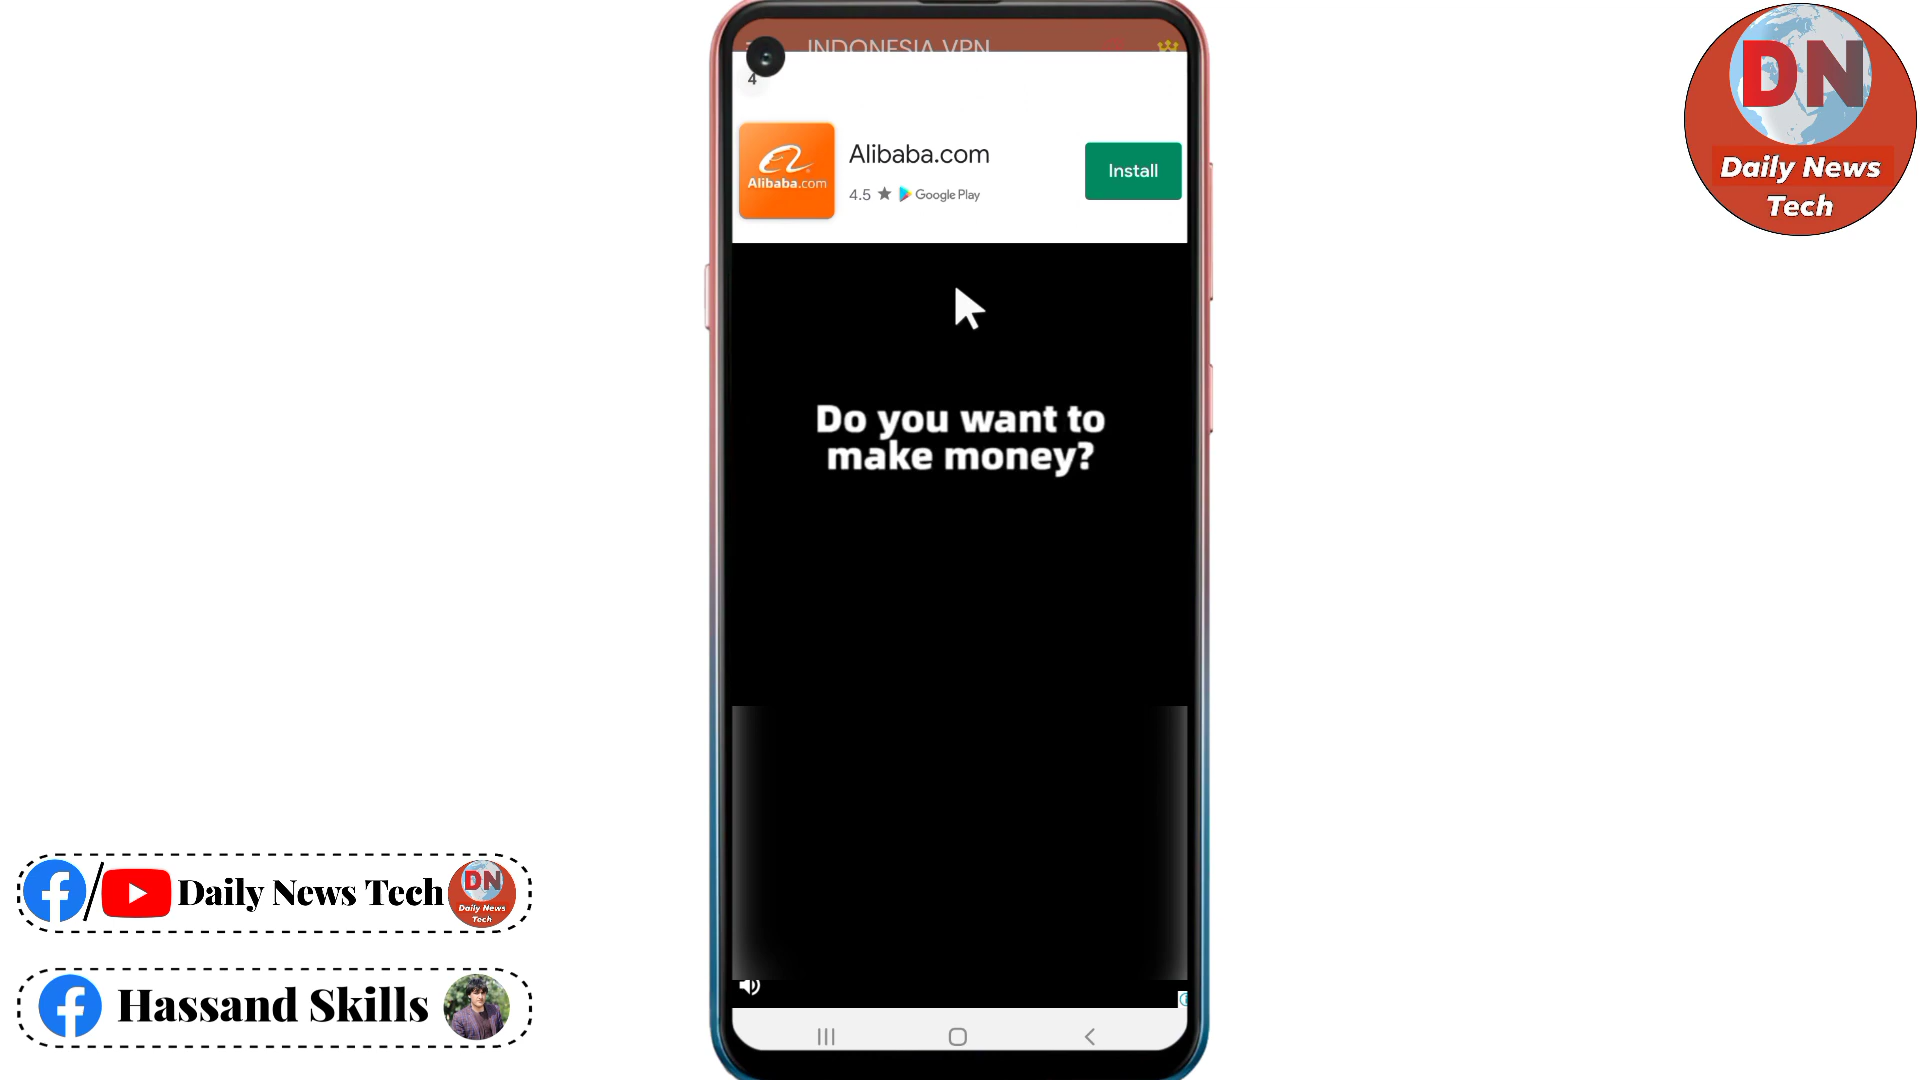 INDONESIA VPN
4
Alibaba.com
Alibaba.com
4.5 ★ Google Play
Install
Do you want to
make money?
DN
Daily News
Tech
Daily News Tech
DN
Daily News
Tech
Hassand Skills